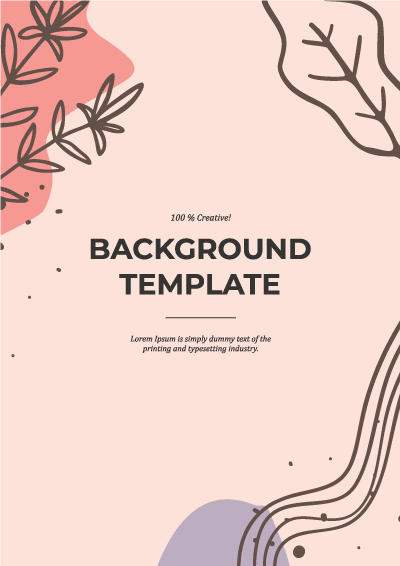 100 % Creative!
BACKGROUND
TEMPLATE
Lorem Ipsum is simply dummy text of the
printing and typesetting industry.